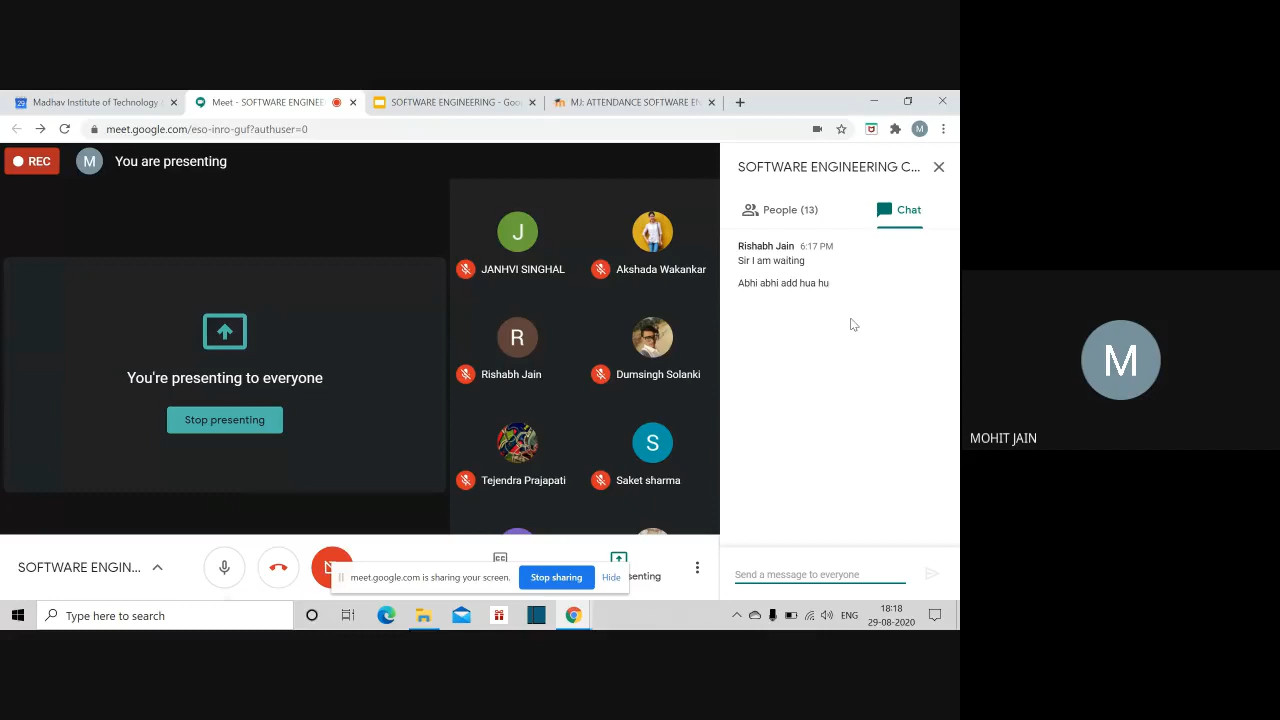 Madhav Institute of Technology
Meet - SOFTWARE ENGINEE
SOFTWARE ENGINEERING - Goo
MJ: ATTENDANCE SOFTWARE EN
meet.google.com/eso-inro-guf?authuser=0
M
REC
M
You are presenting
SOFTWARE ENGINEERING C...
People (13)
Chat
J
JANHVI SINGHAL
Akshada Wakankar
Rishabh Jain 6:17 PM
Sir I am waiting
Abhi abhi add hua hu
R
Rishabh Jain
Dumsingh Solanki
You're presenting to everyone
Stop presenting
S
Tejendra Prajapati
Saket sharma
M
MOHIT JAIN
SOFTWARE ENGIN...
CC
meet.google.com is sharing your screen.
Stop sharing
Hide
senting
Send a message to everyone
Type here to search
ENG
18:18
29-08-2020